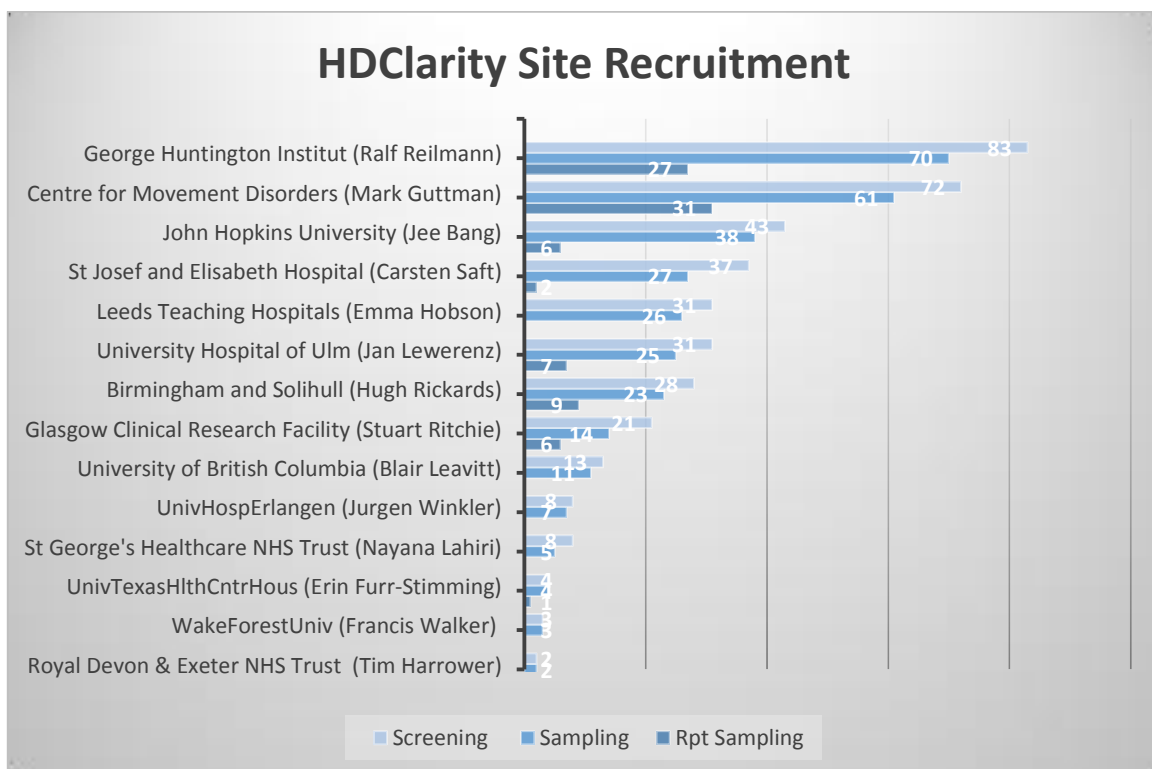 HDClarity Site Recruitment
George Huntington Institut (Ralf Reilmann)
83
70
27
Centre for Movement Disorders (Mark Guttman)
72
61
31
John Hopkins University (Jee Bang)
43
38
6
St Josef and Elisabeth Hospital (Carsten Saft)
37
27
2
Leeds Teaching Hospitals (Emma Hobson)
31
26
University Hospital of Ulm (Jan Lewerenz)
31
25
7
Birmingham and Solihull (Hugh Rickards)
28
23
9
Glasgow Clinical Research Facility (Stuart Ritchie)
21
14
6
University of British Columbia (Blair Leavitt)
13
11
UnivHospErlangen (Jurgen Winkler)
8
7
St George's Healthcare NHS Trust (Nayana Lahiri)
8
5
UnivTexasHlthCntrHous (Erin Furr-Stimming)
4
4
1
WakeForestUniv (Francis Walker)
3
3
Royal Devon & Exeter NHS Trust (Tim Harrower)
2
2
Screening Sampling Rpt Sampling